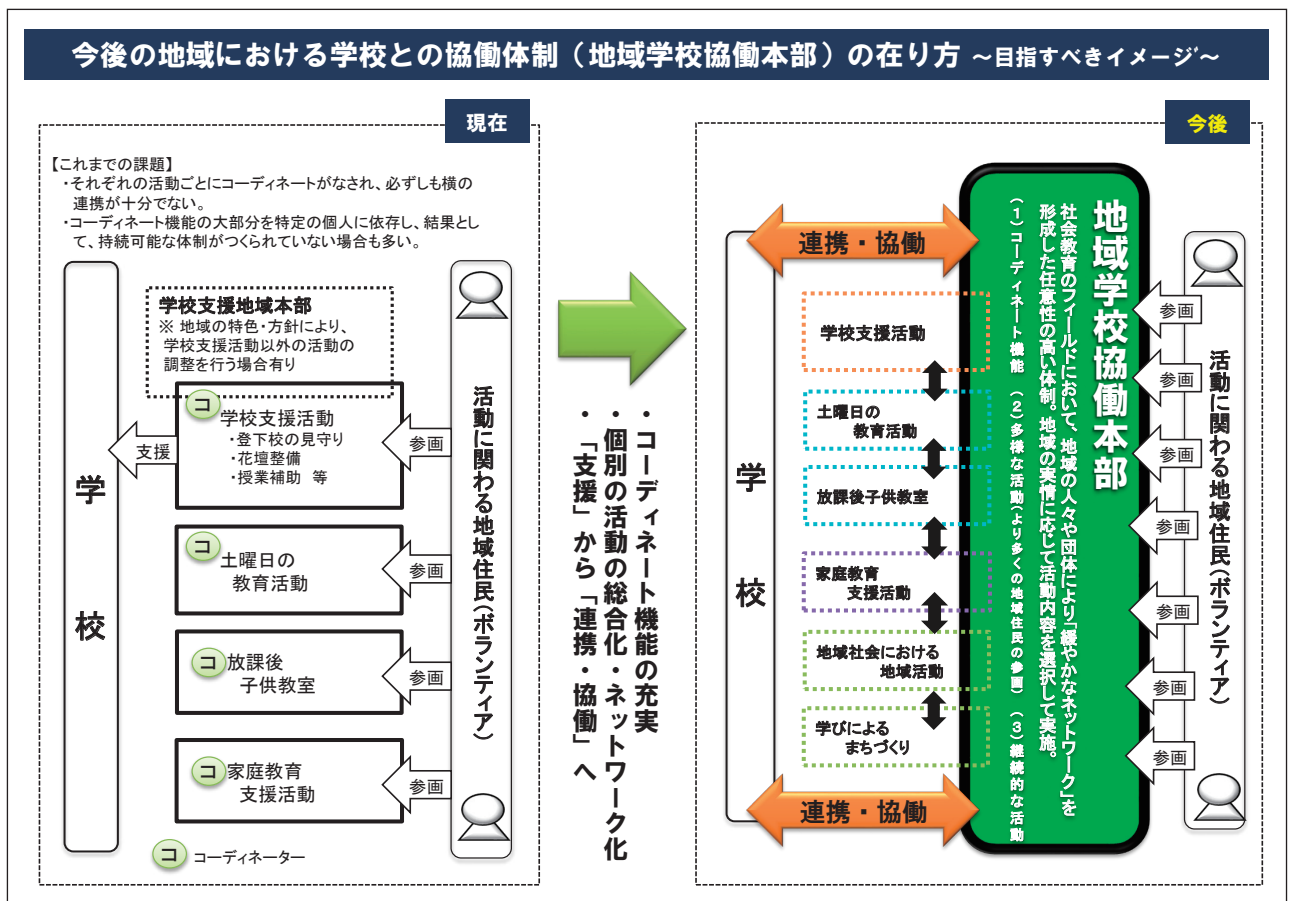 今後の地域における学校との協働体制（地域学校協働本部）の在り方 ～目指すべきイメージ～
現在
【これまでの課題】
・それぞれの活動ごとにコーディネートがなされ、必ずしも横の
連携が十分でない。
・コーディネート機能の大部分を特定の個人に依存し、結果とし
て、持続可能な体制がつくられていない場合も多い。
学校
学校支援地域本部
※ 地域の特色・方針により、
学校支援活動以外の活動の
調整を行う場合有り
コ
学校支援活動
・登下校の見守り
・花壇整備
・授業補助 等
支援
参画
コ
土曜日の
教育活動
参画
コ
放課後
子供教室
参画
コ
家庭教育
支援活動
参画
活動に関わる地域住民（ボランティア）
コ コーディネーター
・コーディネート機能の充実
・個別の活動の総合化・ネットワーク化
・「支援」から「連携・協働」へ
今後
学校
連携・協働
学校支援活動
土曜日の
教育活動
放課後子供教室
家庭教育
支援活動
地域社会における
地域活動
学びによる
まちづくり
連携・協働
地域学校協働本部
社会教育のフィールドにおいて、地域の人々や団体により「緩やかなネットワーク」を
形成した任意性の高い体制。地域の実情に応じて活動内容を選択して実施。
（１）コーディネート機能 （２）多様な活動（より多くの地域住民の参画） （３）継続的な活動
参画
参画
参画
参画
参画
参画
参画
活動に関わる地域住民（ボランティア）